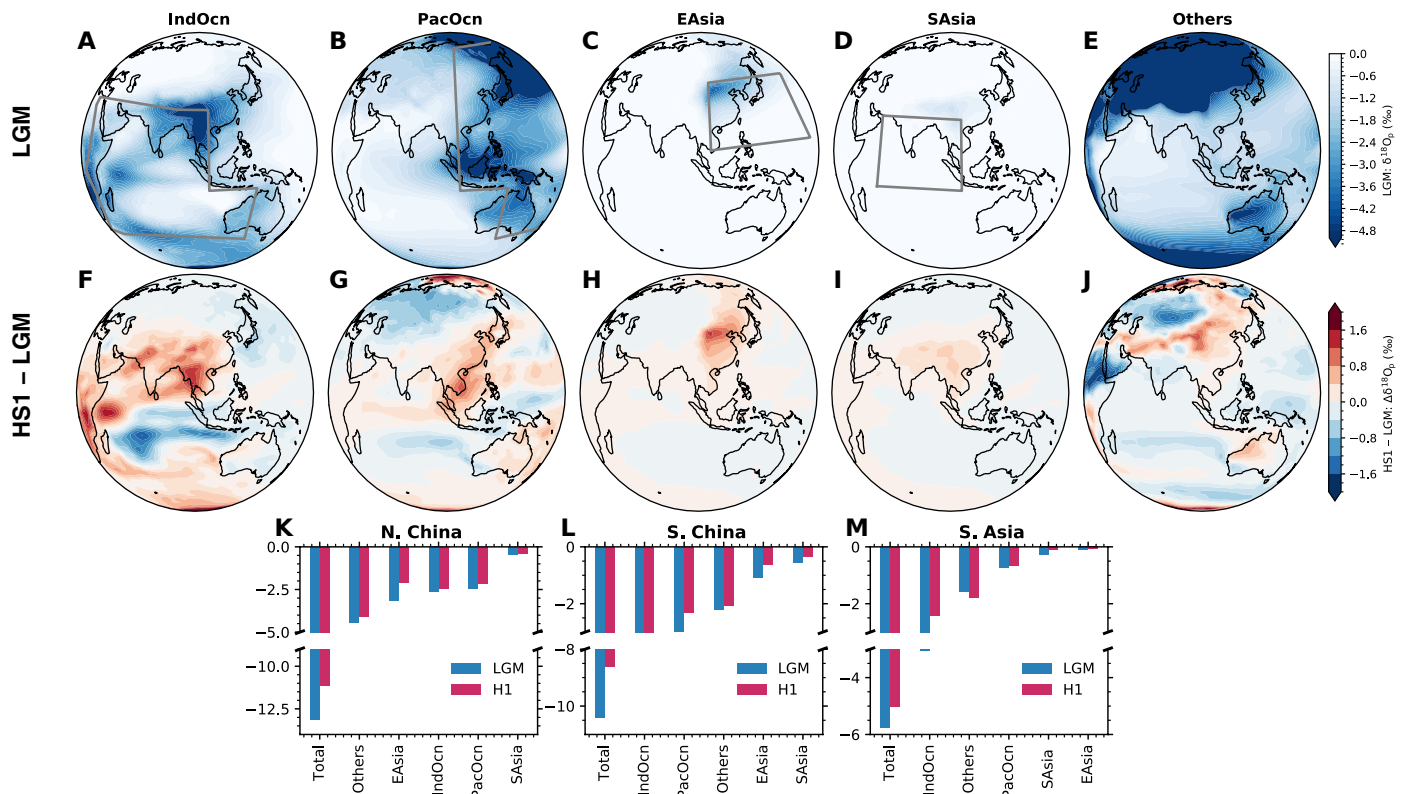 IndOcn
PacOcn
EAsia
SAsia
Others
A
B
C
D
E
LGM
0.0
−0.6
−1.2
−1.8
−2.4
−3.0
−3.6
−4.2
−4.8
LGM: δ¹⁸Oₚ (‰)
F
G
H
I
J
HS1 − LGM
1.6
0.8
0.0
−0.8
−1.6
HS1 − LGM: Δδ¹⁸Oₚ (‰)
K
N. China
0.0
−2.5
−5.0
−10.0
−12.5
LGM
H1
Total
Others
EAsia
IndOcn
PacOcn
SAsia
L
S. China
0
−2
−8
−10
LGM
H1
Total
IndOcn
PacOcn
Others
EAsia
SAsia
M
S. Asia
0
−2
−4
−6
LGM
H1
Total
IndOcn
Others
PacOcn
SAsia
EAsia